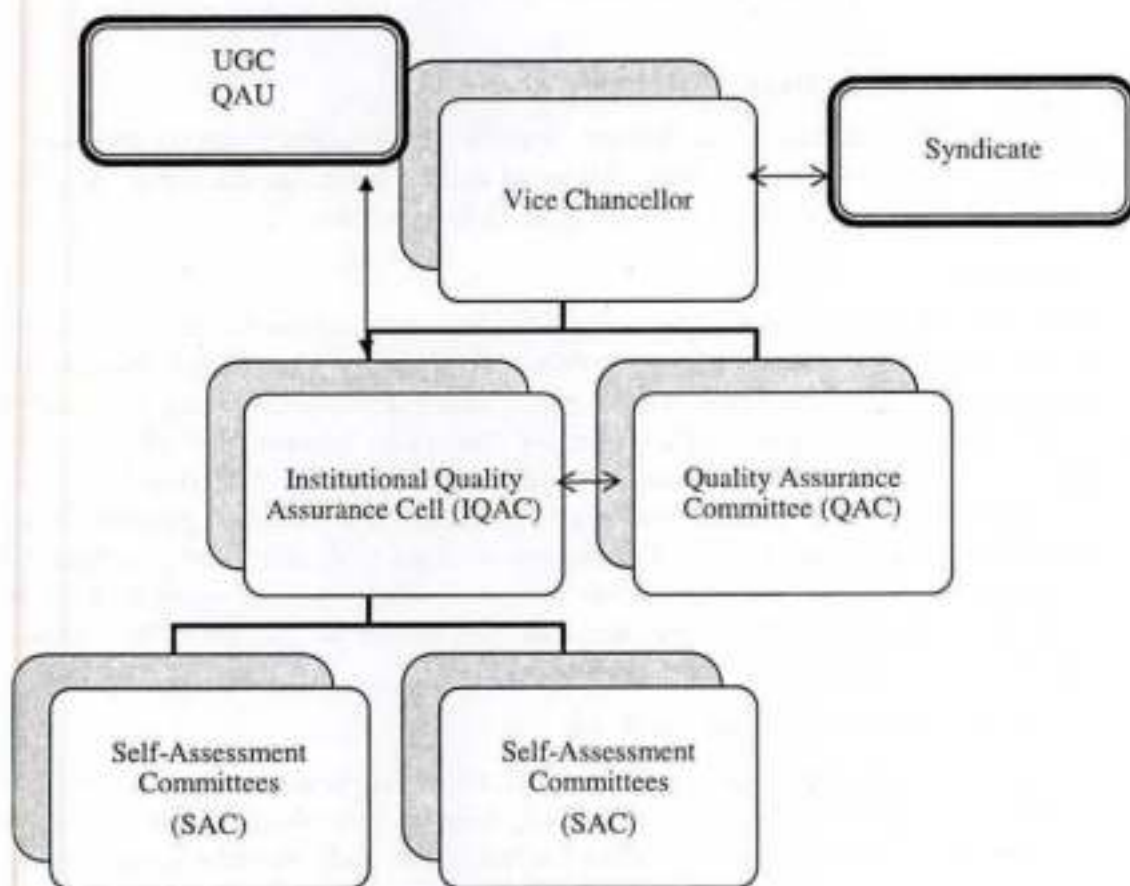 UGC
QAU
Vice Chancellor
Syndicate
Institutional Quality
Assurance Cell (IQAC)
Quality Assurance
Committee (QAC)
Self-Assessment
Committees
(SAC)
Self-Assessment
Committees
(SAC)